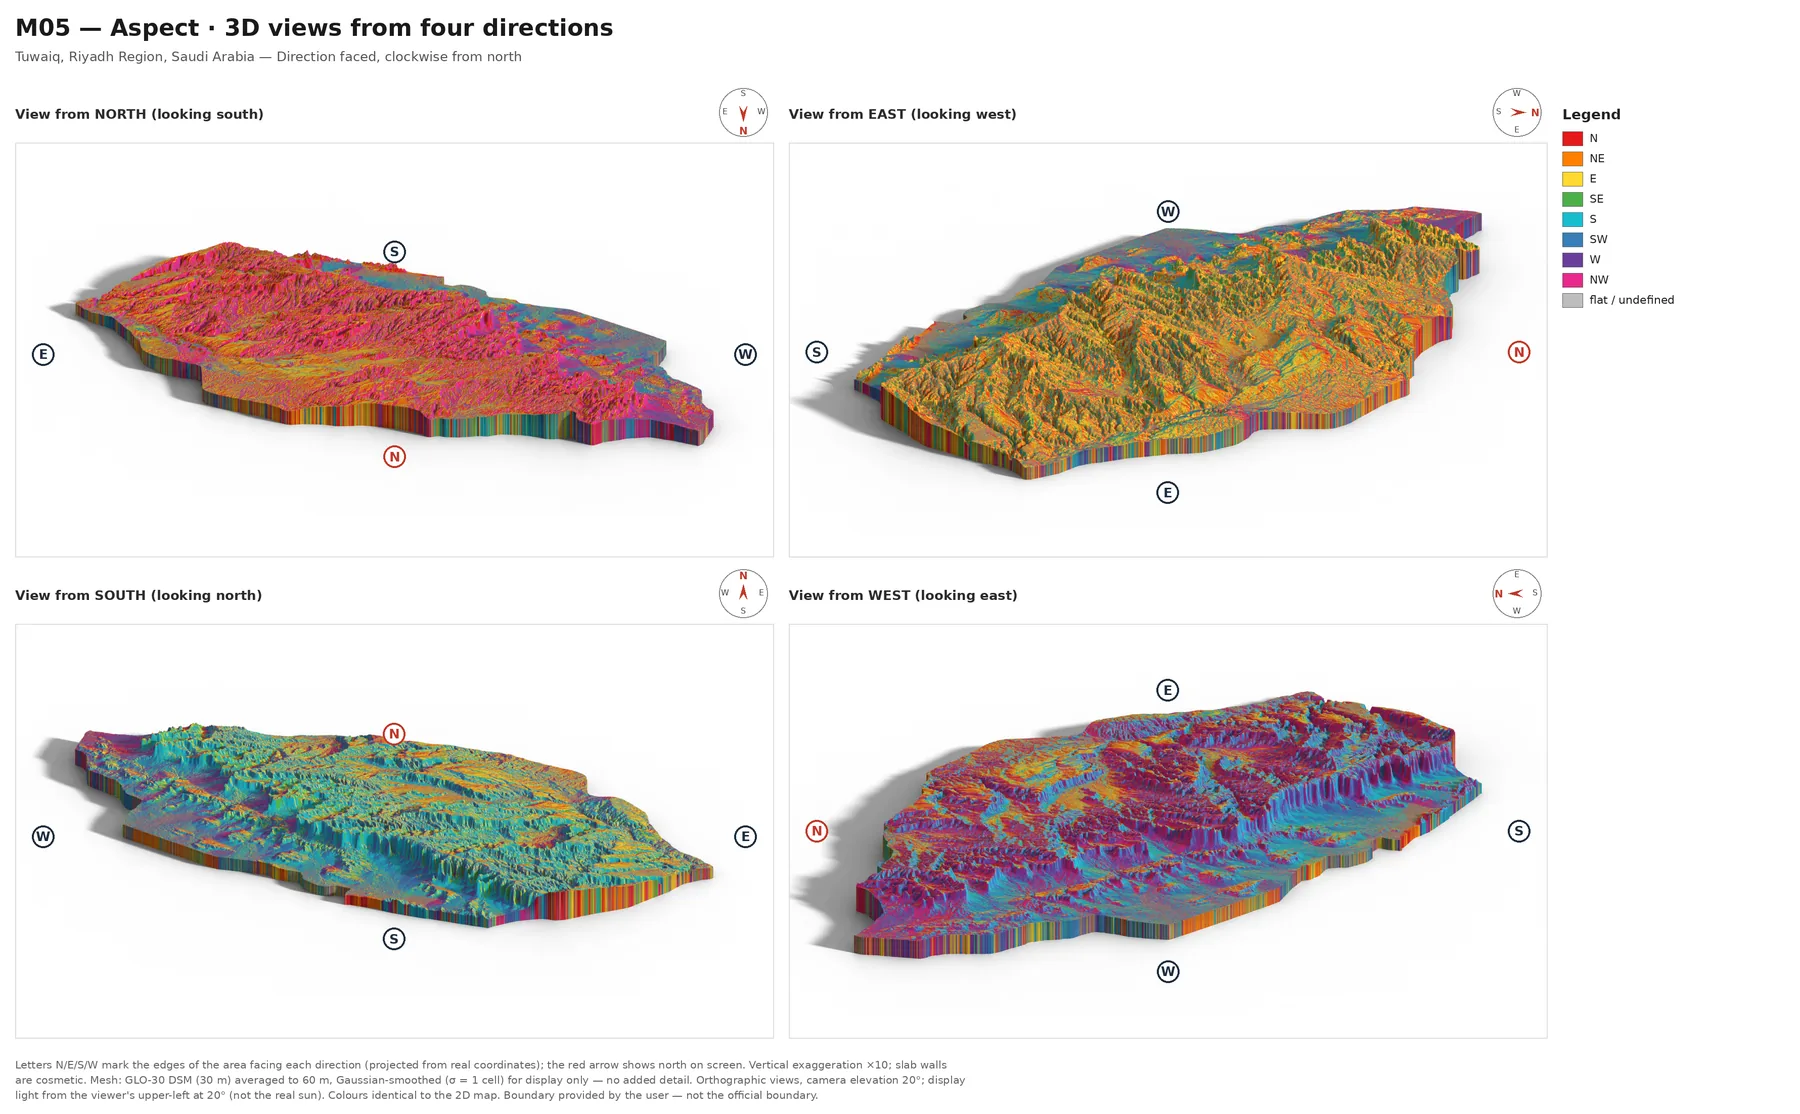 M05 — Aspect · 3D views from four directions
Tuwaiq, Riyadh Region, Saudi Arabia — Direction faced, clockwise from north
View from NORTH (looking south)
S
E W
N
S
E
W
N
View from EAST (looking west)
W
S N
E
W
S
N
E
Legend
N
NE
E
SE
S
SW
W
NW
flat / undefined
View from SOUTH (looking north)
N
W E
S
N
W
E
S
View from WEST (looking east)
E
N S
W
E
N
S
W
Letters N/E/S/W mark the edges of the area facing each direction (projected from real coordinates); the red arrow shows north on screen. Vertical exaggeration ×10; slab walls
are cosmetic. Mesh: GLO-30 DSM (30 m) averaged to 60 m, Gaussian-smoothed (σ = 1 cell) for display only — no added detail. Orthographic views, camera elevation 20°; display
light from the viewer's upper-left at 20° (not the real sun). Colours identical to the 2D map. Boundary provided by the user — not the official boundary.